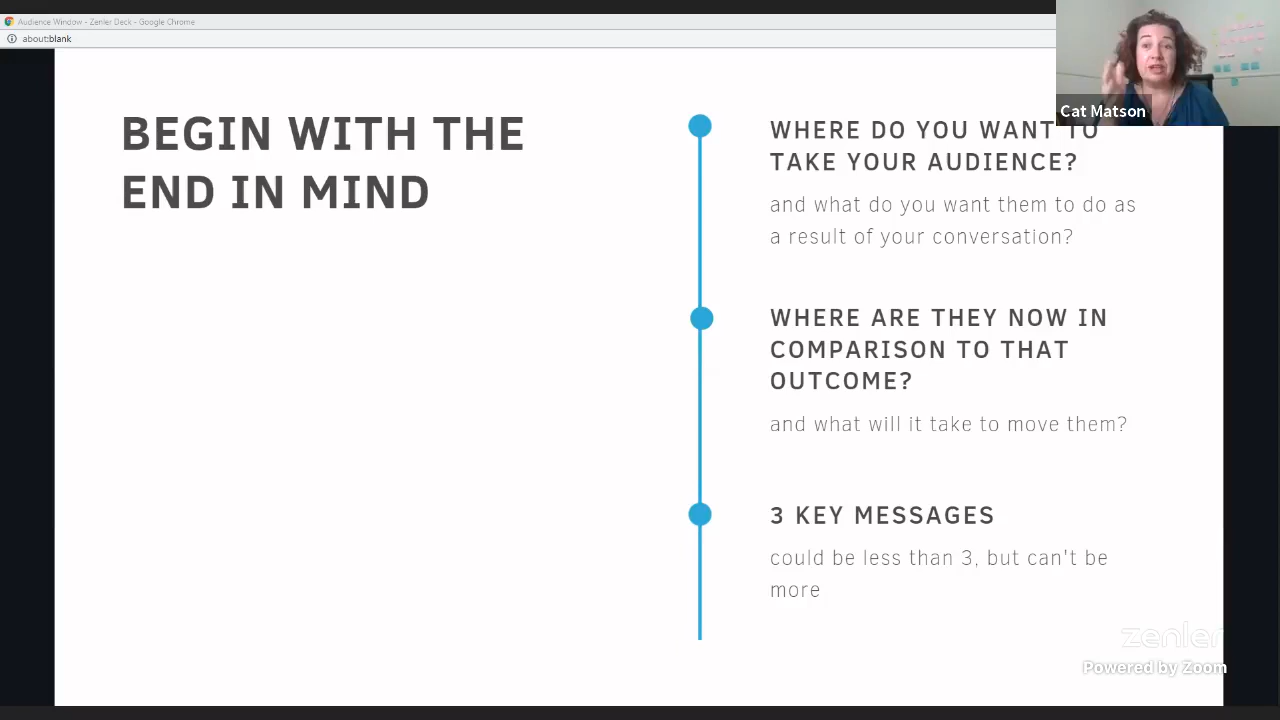 Audience Window - Zenler Deck - Google Chrome
about:blank
BEGIN WITH THE
END IN MIND
WHERE DO YOU WANT TO
TAKE YOUR AUDIENCE?
and what do you want them to do as
a result of your conversation?
WHERE ARE THEY NOW IN
COMPARISON TO THAT
OUTCOME?
and what will it take to move them?
3 KEY MESSAGES
could be less than 3, but can't be
more
Cat Matson
zenler
Powered by Zoom